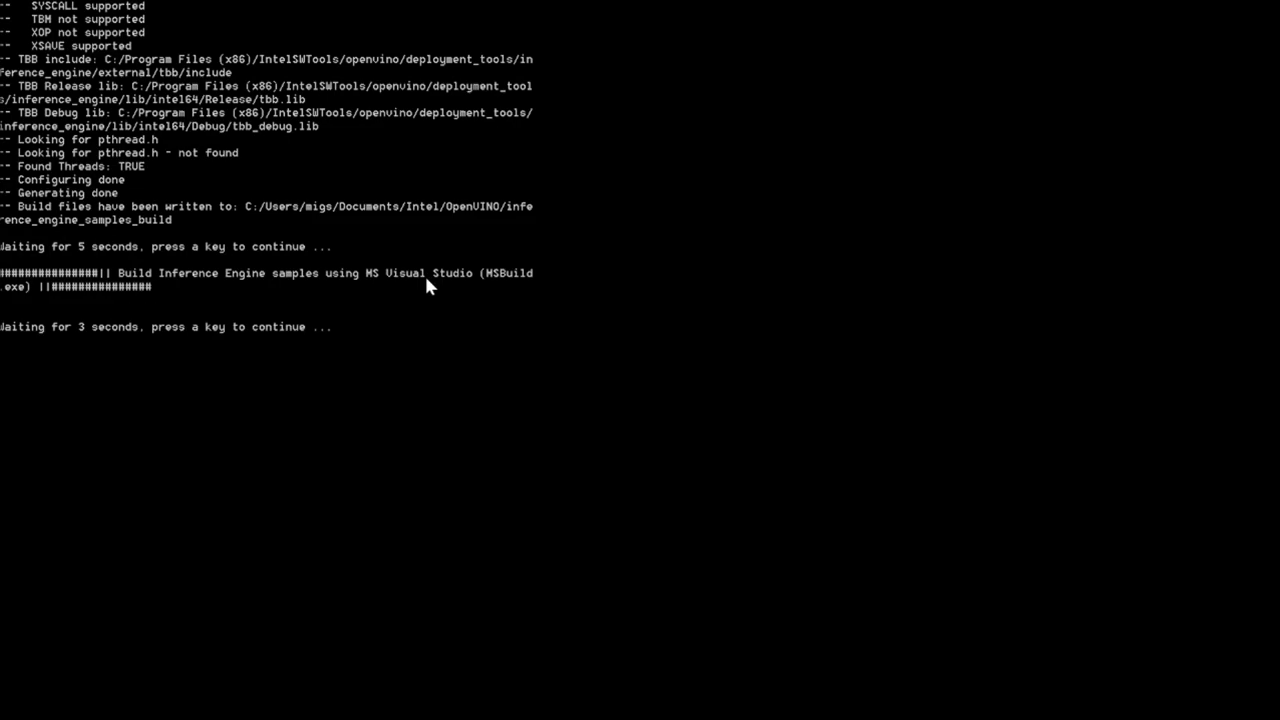 --   SYSCALL supported
--   TBM not supported
--   XOP not supported
--   XSAVE supported
-- TBB include: C:/Program Files (x86)/IntelSWTools/openvino/deployment_tools/in
ference_engine/external/tbb/include
-- TBB Release lib: C:/Program Files (x86)/IntelSWTools/openvino/deployment_tool
s/inference_engine/lib/intel64/Release/tbb.lib
-- TBB Debug lib: C:/Program Files (x86)/IntelSWTools/openvino/deployment_tools/
inference_engine/lib/intel64/Debug/tbb_debug.lib
-- Looking for pthread.h
-- Looking for pthread.h - not found
-- Found Threads: TRUE
-- Configuring done
-- Generating done
-- Build files have been written to: C:/Users/migs/Documents/Intel/OpenVINO/infe
rence_engine_samples_build
Waiting for 5 seconds, press a key to continue ...
###############|| Build Inference Engine samples using MS Visual Studio (MSBuild
.exe) ||###############
Waiting for 3 seconds, press a key to continue ...